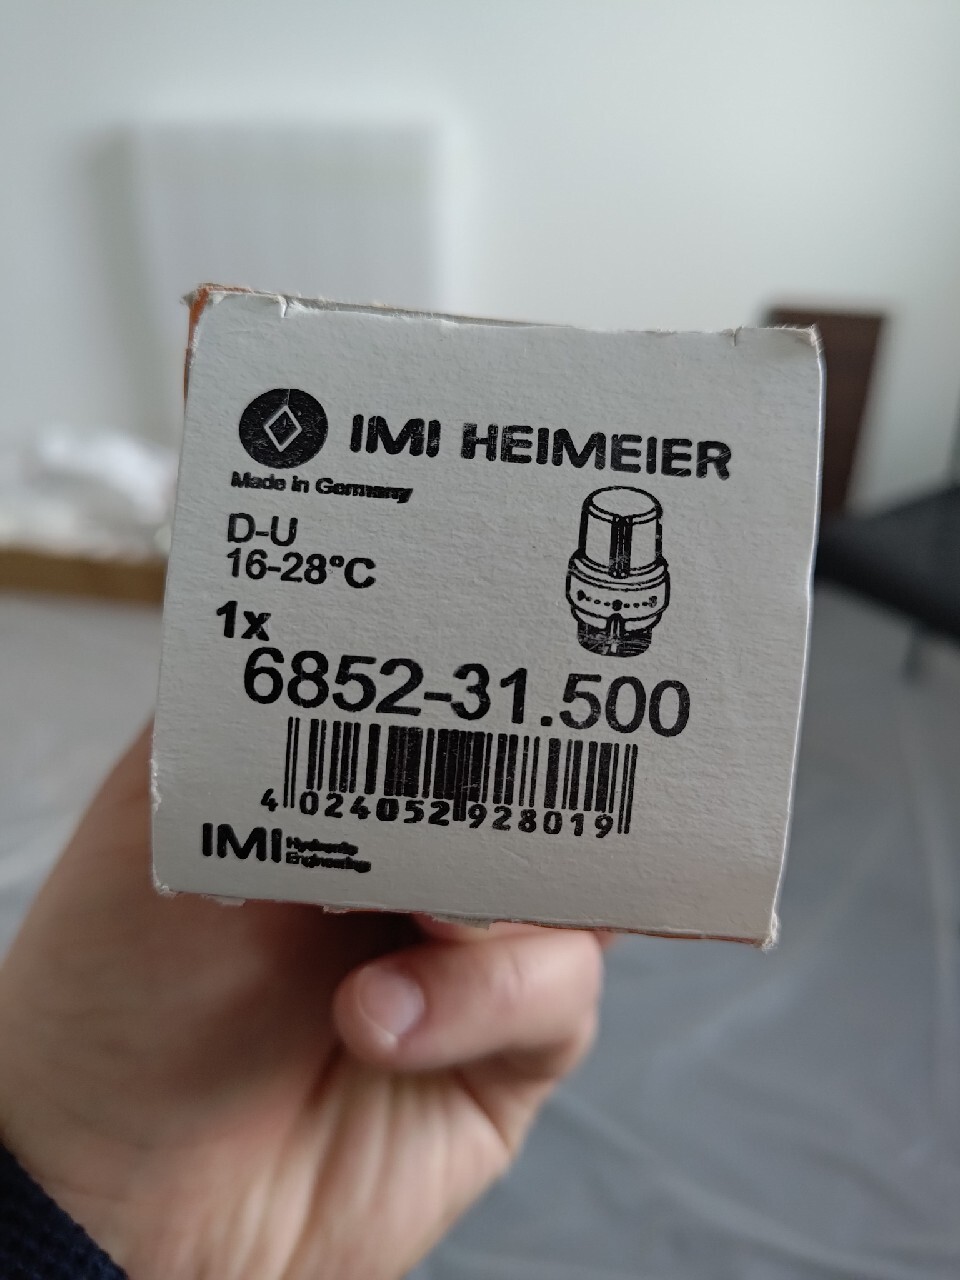 IMI HEIMEIER
Made in Germany
D-U
16-28°C
1x
6852-31.500
4 024052 928019
IMI Hydronic
Engineering